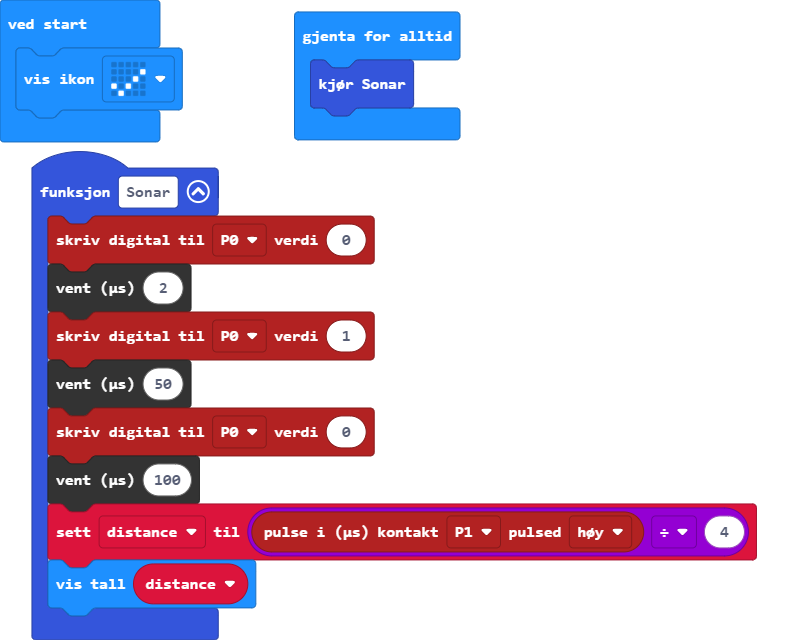 ved start
vis ikon
gjenta for alltid
kjør Sonar
funksjon Sonar
skriv digital til P0 verdi 0
vent (µs) 2
skriv digital til P0 verdi 1
vent (µs) 50
skriv digital til P0 verdi 0
vent (µs) 100
sett distance til pulse i (µs) kontakt P1 pulsed høy ÷ 4
vis tall distance